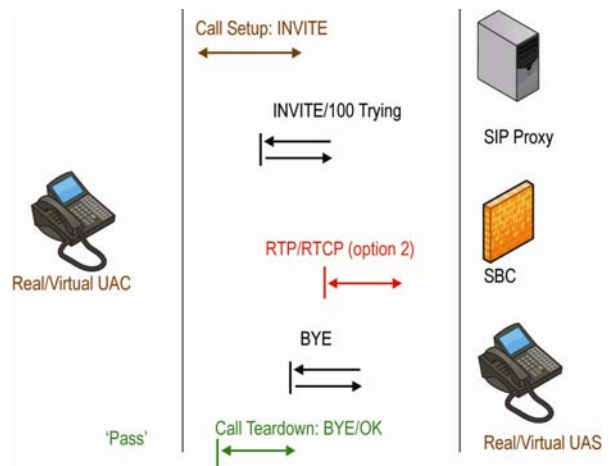 Call Setup: INVITE
INVITE/100 Trying
SIP Proxy
RTP/RTCP (option 2)
Real/Virtual UAC
SBC
BYE
'Pass'
Call Teardown: BYE/OK
Real/Virtual UAS